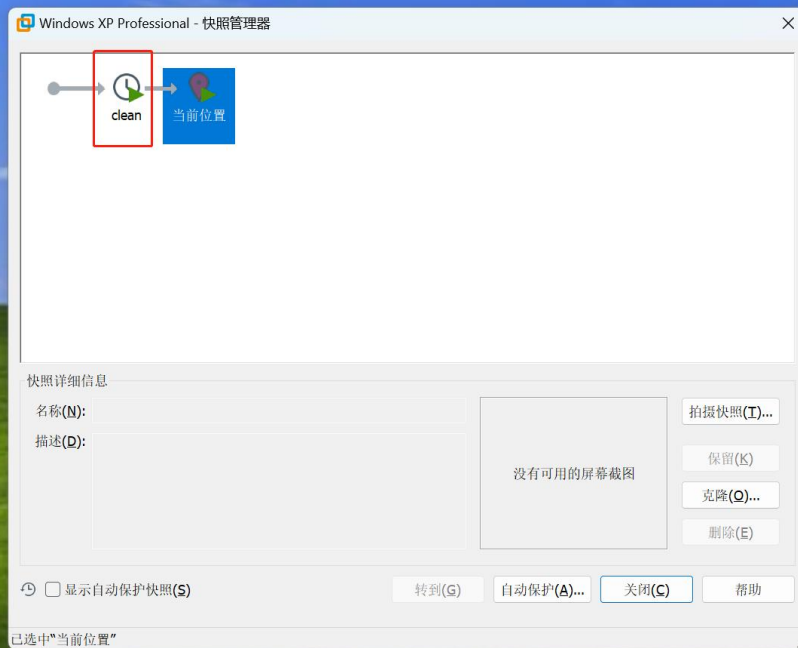 Windows XP Professional - 快照管理器
clean
当前位置
快照详细信息
名称(N):
描述(D):
没有可用的屏幕截图
拍摄快照(T)...
保留(K)
克隆(O)...
删除(E)
显示自动保护快照(S)
转到(G)
自动保护(A)...
关闭(C)
帮助
已选中"当前位置"